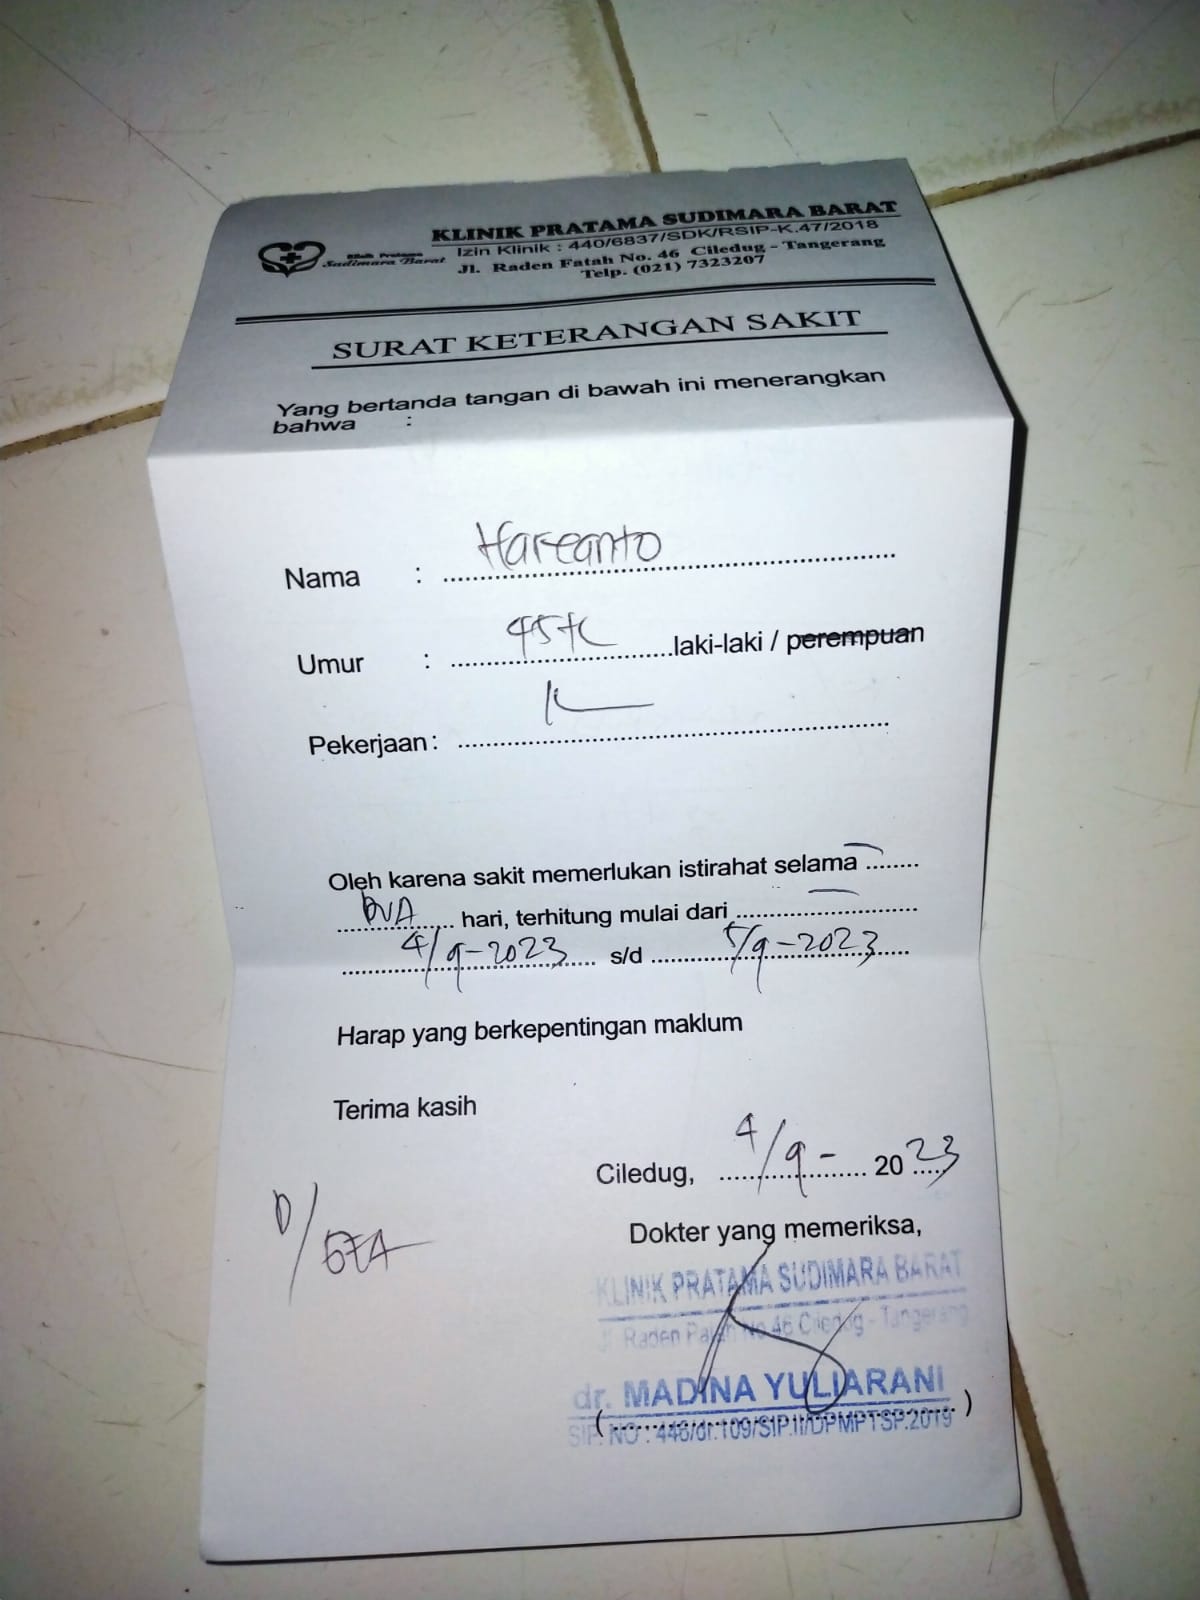 KLINIK PRATAMA SUDIMARA BARAT
Izin Klinik : 440/6837/SDK/RSIP-K.47/2018
Klinik Pratama
Sudimara Barat
Jl. Raden Fatah No. 46 Ciledug - Tangerang
Telp. (021) 7323207
SURAT KETERANGAN SAKIT
Yang bertanda tangan di bawah ini menerangkan
bahwa :
Nama : Hareanto
Umur : 45 laki-laki / perempuan
Pekerjaan :
Oleh karena sakit memerlukan istirahat selama
DUA hari, terhitung mulai dari
4/9-2023 s/d 5/9-2023
Harap yang berkepentingan maklum
Terima kasih
Ciledug, 4/9- 2023
Dokter yang memeriksa,
KLINIK PRATAMA SUDIMARA BARAT
Jl. Raden Patah No.46 Ciledug - Tangerang
dr. MADINA YULIARANI
SIP. NO : 446/dr.109/SIP.II/DPMPTSP.2019